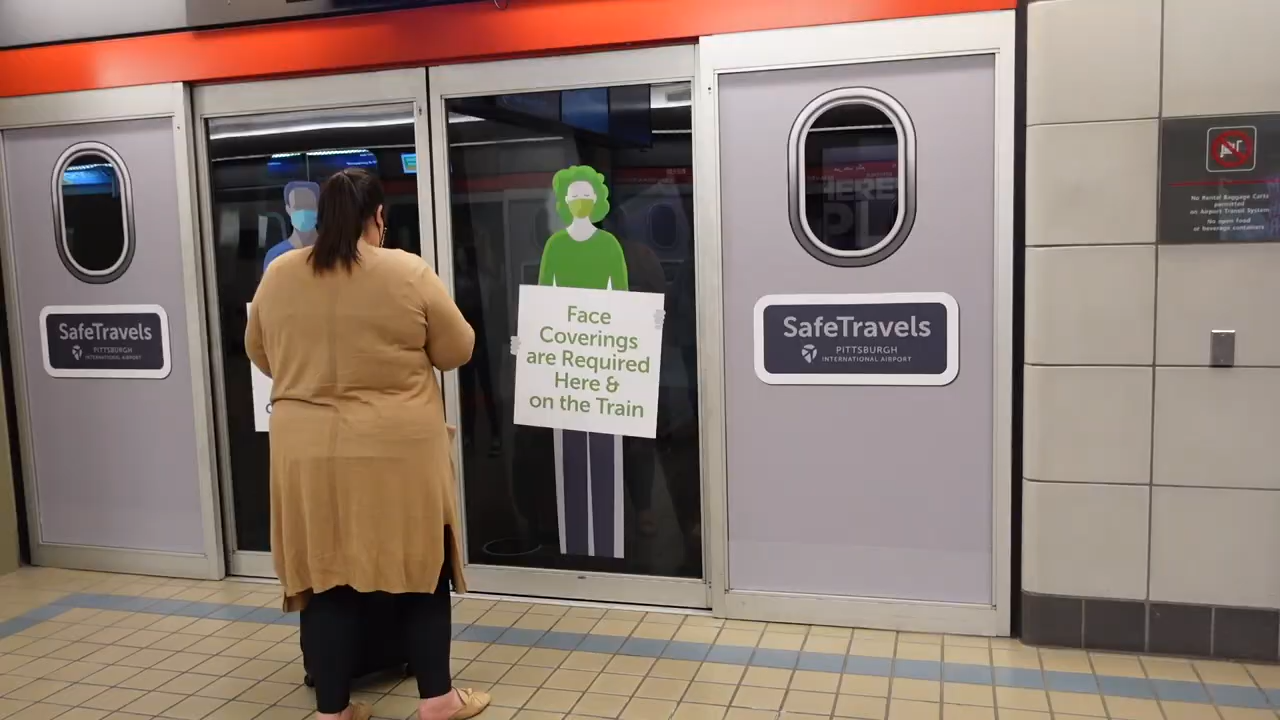 SafeTravels
PITTSBURGH
INTERNATIONAL AIRPORT
Face
Coverings
are Required
Here &
on the Train
SafeTravels
PITTSBURGH
INTERNATIONAL AIRPORT
No Rental Baggage Carts
permitted
on Airport Transit System
No open food
or beverage containers